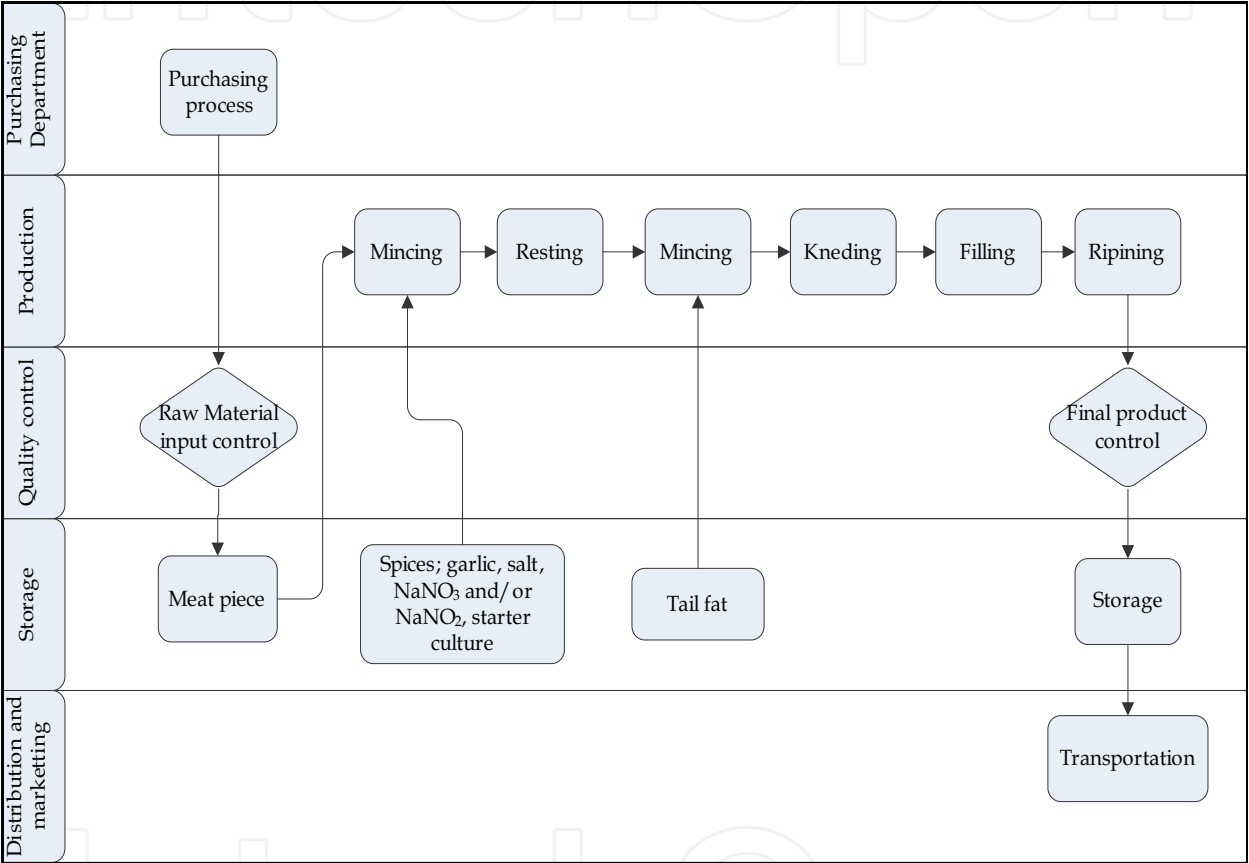 Purchasing
Department
Purchasing
process
Production
Mincing
Resting
Mincing
Kneding
Filling
Ripining
Quality control
Raw Material
input control
Final product
control
Storage
Meat piece
Spices; garlic, salt,
NaNO₃ and/or
NaNO₂, starter
culture
Tail fat
Storage
Distribution and
marketting
Transportation